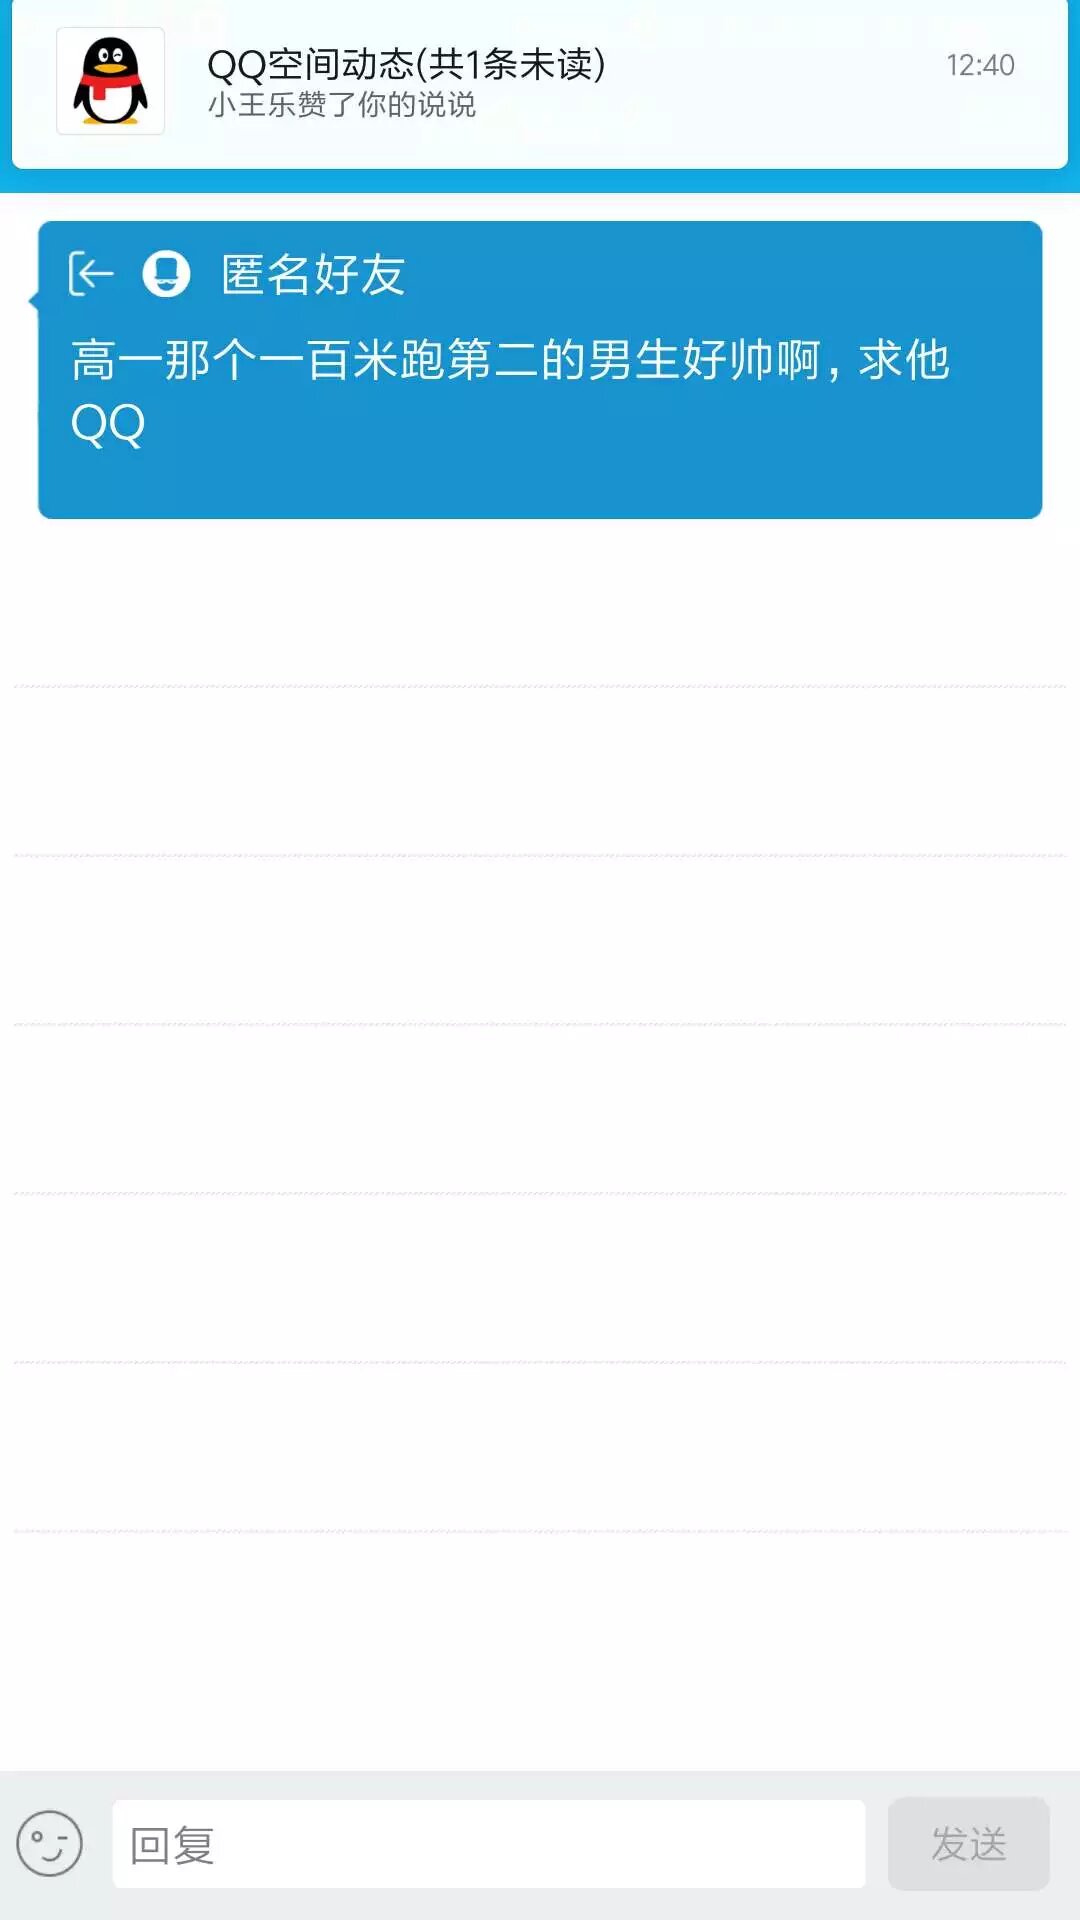 QQ空间动态(共1条未读)
12:40
小王乐赞了你的说说
匿名好友
高一那个一百米跑第二的男生好帅啊，求他
QQ
回复
发送